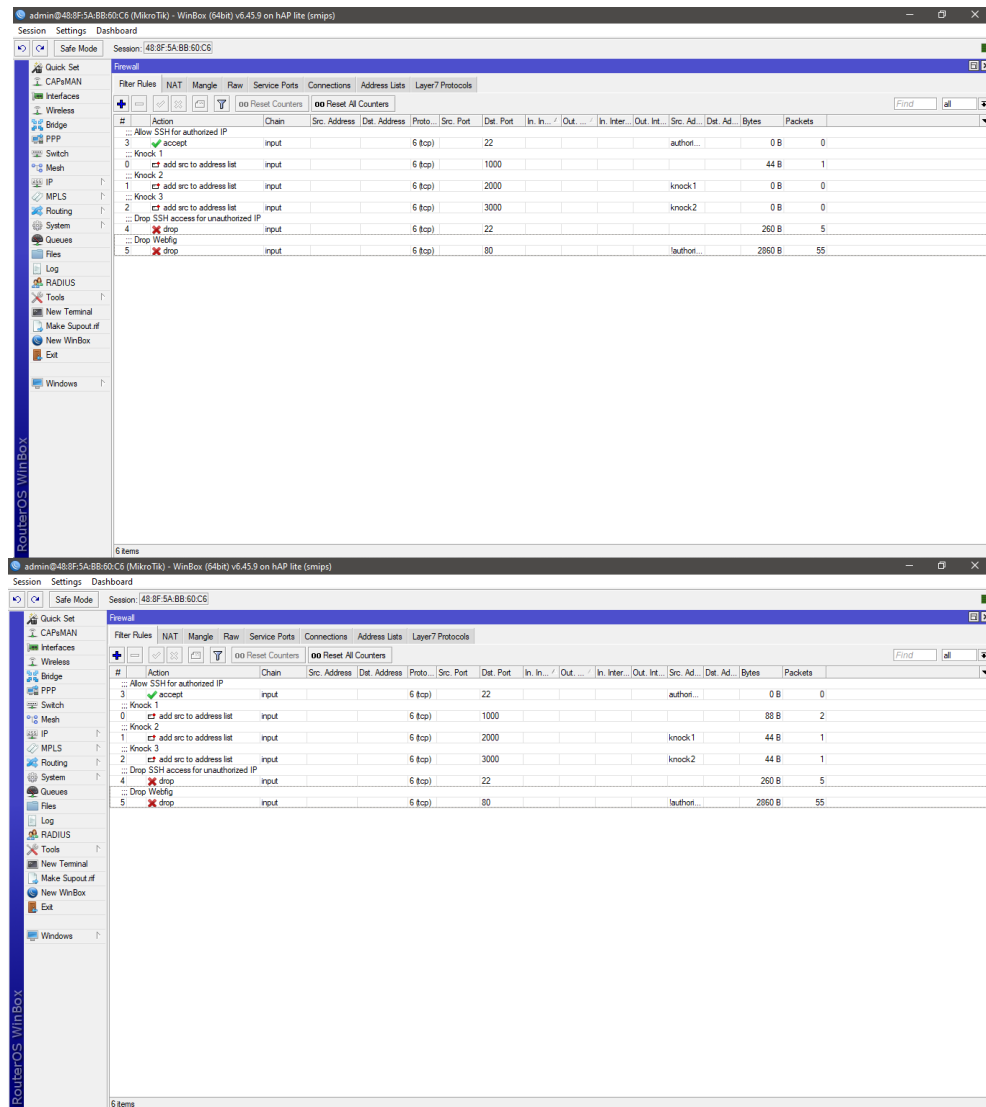 admin@48:8F:5A:BB:60:C6 (MikroTik) - WinBox (64bit) v6.45.9 on hAP lite (smips)
Session Settings Dashboard
Safe Mode Session: 48:8F:5A:BB:60:C6
Quick Set
CAPsMAN
Interfaces
Wireless
Bridge
PPP
Switch
Mesh
IP
MPLS
Routing
System
Queues
Files
Log
RADIUS
Tools
New Terminal
Make Supout.rif
New WinBox
Exit
Windows
RouterOS WinBox
Firewall
Filter Rules NAT Mangle Raw Service Ports Connections Address Lists Layer7 Protocols
00 Reset Counters 00 Reset All Counters Find all
# Action Chain Src. Address Dst. Address Proto... Src. Port Dst. Port In. In... Out. ... In. Inter... Out. Int... Src. Ad... Dst. Ad... Bytes Packets
;;; Allow SSH for authorized IP
3 accept input 6 (tcp) 22 authori... 0 B 0
;;; Knock 1
0 add src to address list input 6 (tcp) 1000 44 B 1
;;; Knock 2
1 add src to address list input 6 (tcp) 2000 knock1 0 B 0
;;; Knock 3
2 add src to address list input 6 (tcp) 3000 knock2 0 B 0
;;; Drop SSH access for unauthorized IP
4 drop input 6 (tcp) 22 260 B 5
;;; Drop Webfig
5 drop input 6 (tcp) 80 !authori... 2860 B 55
6 items
admin@48:8F:5A:BB:60:C6 (MikroTik) - WinBox (64bit) v6.45.9 on hAP lite (smips)
Session Settings Dashboard
Safe Mode Session: 48:8F:5A:BB:60:C6
Quick Set
CAPsMAN
Interfaces
Wireless
Bridge
PPP
Switch
Mesh
IP
MPLS
Routing
System
Queues
Files
Log
RADIUS
Tools
New Terminal
Make Supout.rif
New WinBox
Exit
Windows
RouterOS WinBox
Firewall
Filter Rules NAT Mangle Raw Service Ports Connections Address Lists Layer7 Protocols
00 Reset Counters 00 Reset All Counters Find all
# Action Chain Src. Address Dst. Address Proto... Src. Port Dst. Port In. In... Out. ... In. Inter... Out. Int... Src. Ad... Dst. Ad... Bytes Packets
;;; Allow SSH for authorized IP
3 accept input 6 (tcp) 22 authori... 0 B 0
;;; Knock 1
0 add src to address list input 6 (tcp) 1000 88 B 2
;;; Knock 2
1 add src to address list input 6 (tcp) 2000 knock1 44 B 1
;;; Knock 3
2 add src to address list input 6 (tcp) 3000 knock2 44 B 1
;;; Drop SSH access for unauthorized IP
4 drop input 6 (tcp) 22 260 B 5
;;; Drop Webfig
5 drop input 6 (tcp) 80 !authori... 2860 B 55
6 items